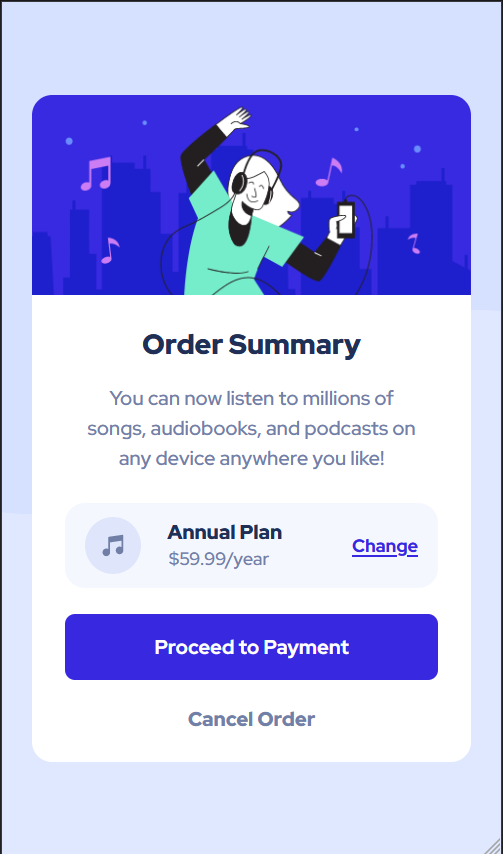 Order Summary
You can now listen to millions of
songs, audiobooks, and podcasts on
any device anywhere you like!
Annual Plan
$59.99/year
Change
Proceed to Payment
Cancel Order